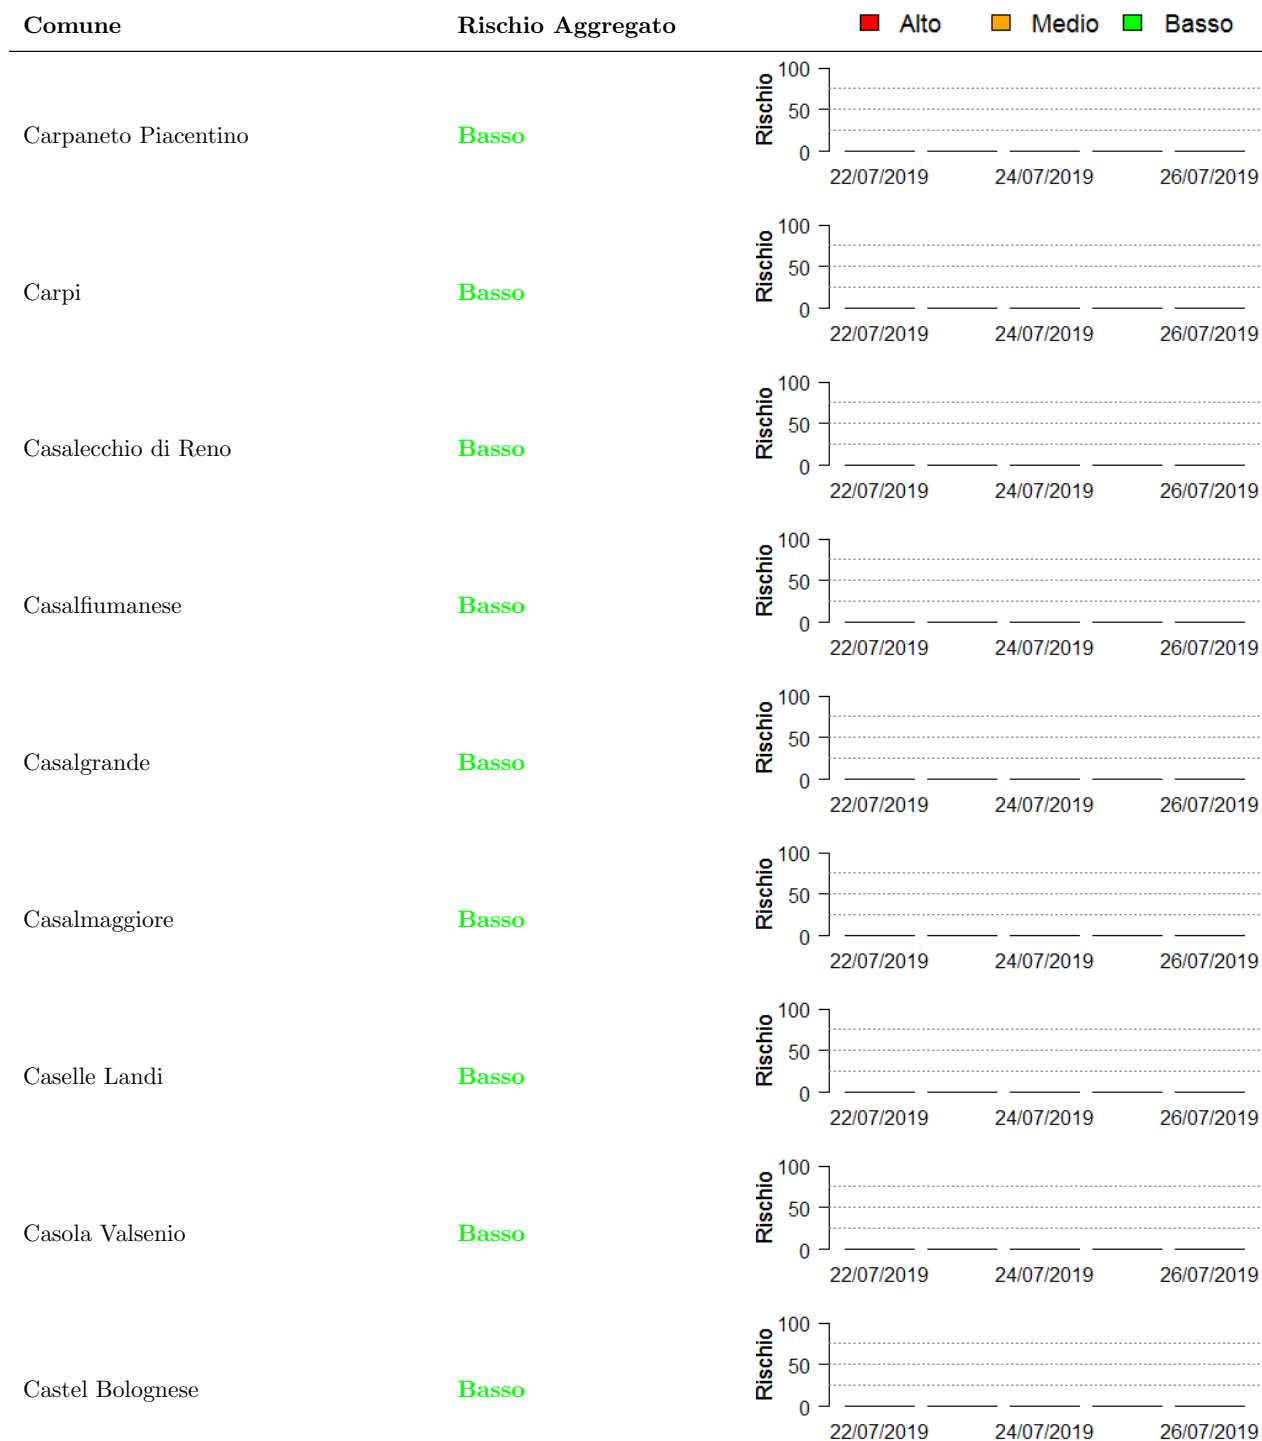 Comune Rischio Aggregato Alto Medio Basso
Carpaneto Piacentino Basso Rischio 100 50 0
22/07/2019 24/07/2019 26/07/2019
Carpi Basso Rischio 100 50 0
22/07/2019 24/07/2019 26/07/2019
Casalecchio di Reno Basso Rischio 100 50 0
22/07/2019 24/07/2019 26/07/2019
Casalfiumanese Basso Rischio 100 50 0
22/07/2019 24/07/2019 26/07/2019
Casalgrande Basso Rischio 100 50 0
22/07/2019 24/07/2019 26/07/2019
Casalmaggiore Basso Rischio 100 50 0
22/07/2019 24/07/2019 26/07/2019
Caselle Landi Basso Rischio 100 50 0
22/07/2019 24/07/2019 26/07/2019
Casola Valsenio Basso Rischio 100 50 0
22/07/2019 24/07/2019 26/07/2019
Castel Bolognese Basso Rischio 100 50 0
22/07/2019 24/07/2019 26/07/2019